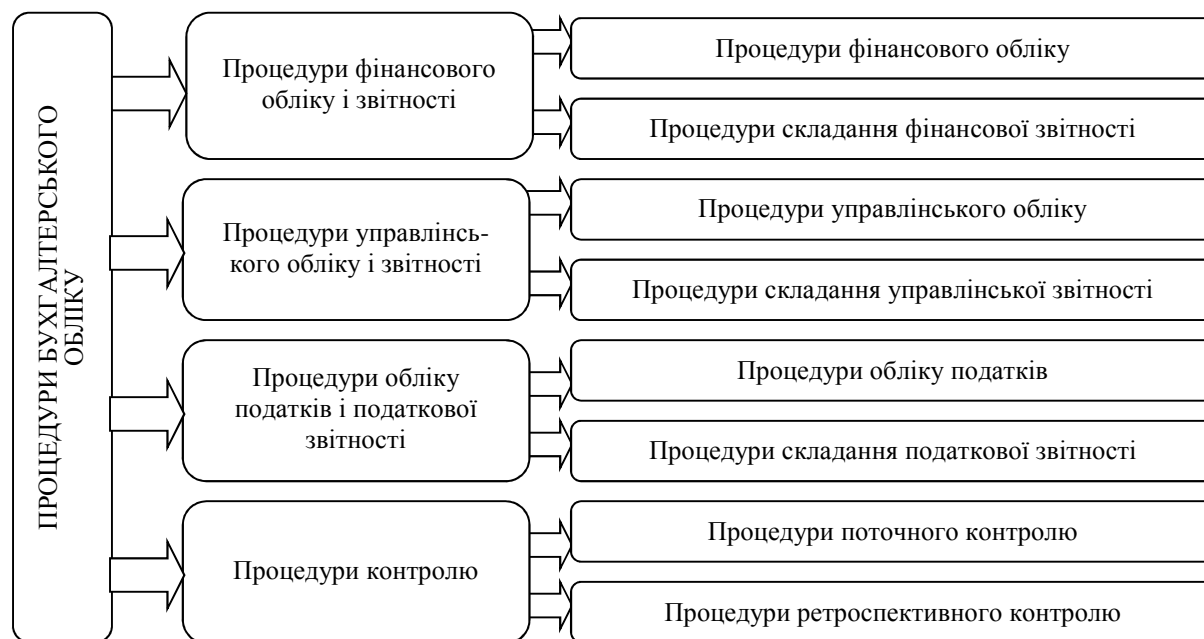 ПРОЦЕДУРИ БУХГАЛТЕРСЬКОГО
ОБЛІКУ
Процедури фінансового
обліку і звітності
Процедури фінансового обліку
Процедури складання фінансової звітності
Процедури управлінсь-
кого обліку і звітності
Процедури управлінського обліку
Процедури складання управлінської звітності
Процедури обліку
податків і податкової
звітності
Процедури обліку податків
Процедури складання податкової звітності
Процедури контролю
Процедури поточного контролю
Процедури ретроспективного контролю